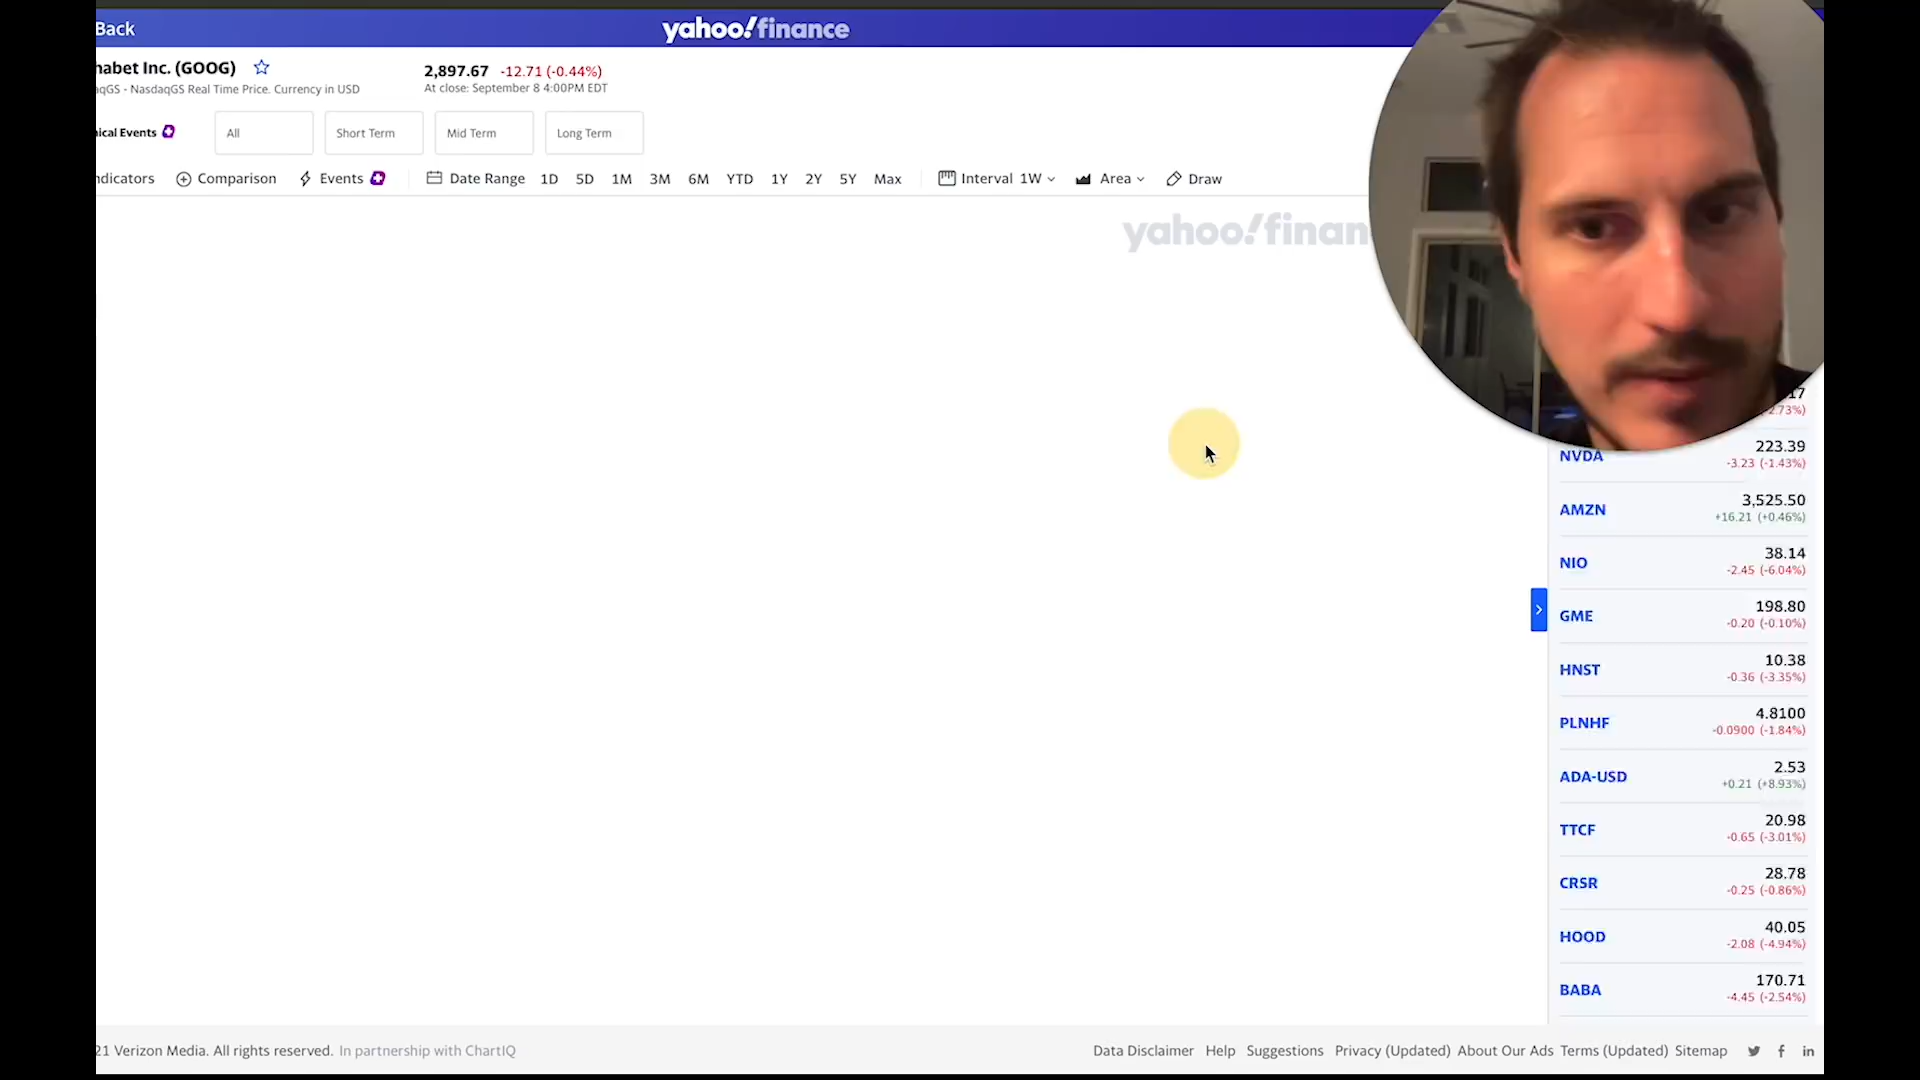 Back
yahoo!finance
habet Inc. (GOOG)
2,897.67 -12.71 (-0.44%)
aqGS - NasdaqGS Real Time Price. Currency in USD
At close: September 8 4:00PM EDT
nical Events
All
Short Term
Mid Term
Long Term
ndicators
Comparison
Events
Date Range
1D
5D
1M
3M
6M
YTD
1Y
2Y
5Y
Max
Interval 1W
Area
Draw
yahoo!finan
17
2.73%)
NVDA
223.39
-3.23 (-1.43%)
AMZN
3,525.50
+16.21 (+0.46%)
NIO
38.14
-2.45 (-6.04%)
GME
198.80
-0.20 (-0.10%)
HNST
10.38
-0.36 (-3.35%)
PLNHF
4.8100
-0.0900 (-1.84%)
ADA-USD
2.53
+0.21 (+8.93%)
TTCF
20.98
-0.65 (-3.01%)
CRSR
28.78
-0.25 (-0.86%)
HOOD
40.05
-2.08 (-4.94%)
BABA
170.71
-4.45 (-2.54%)
21 Verizon Media. All rights reserved. In partnership with ChartIQ
Data Disclaimer Help Suggestions Privacy (Updated) About Our Ads Terms (Updated) Sitemap